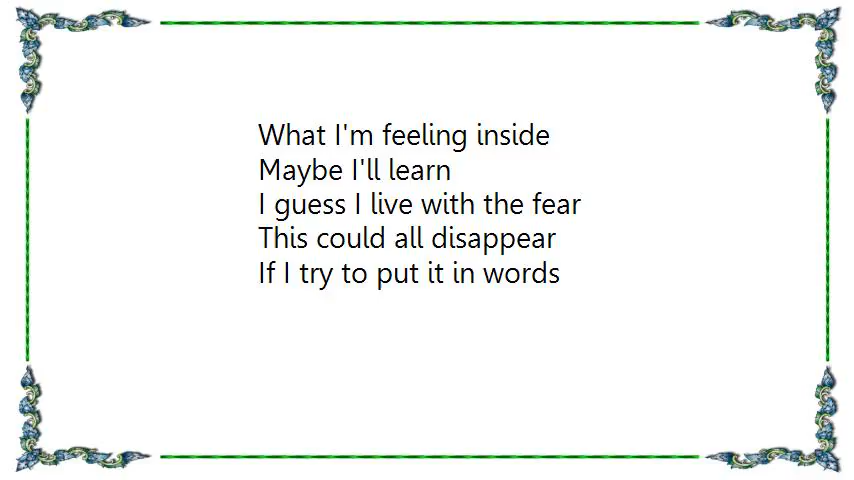 What I'm feeling inside
Maybe I'll learn
I guess I live with the fear
This could all disappear
If I try to put it in words